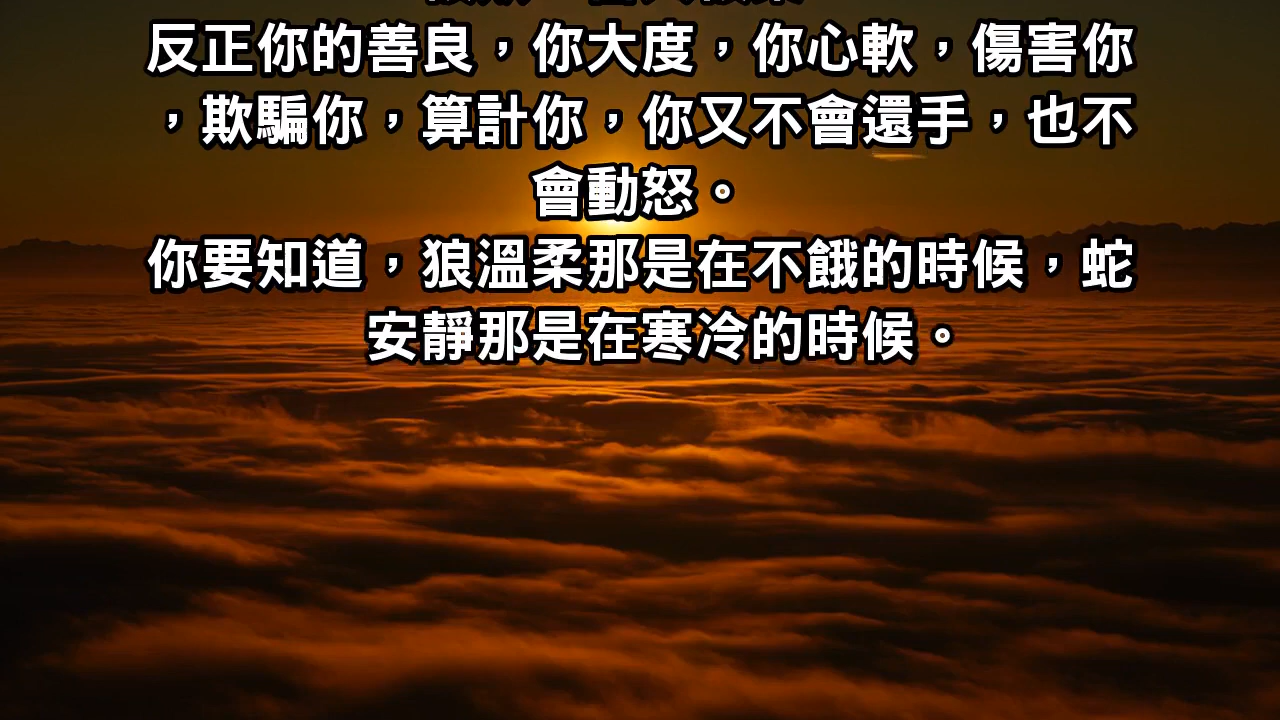 反正你的善良，你大度，你心軟，傷害你
，欺騙你，算計你，你又不會還手，也不
會動怒。
你要知道，狼溫柔那是在不餓的時候，蛇
安靜那是在寒冷的時候。